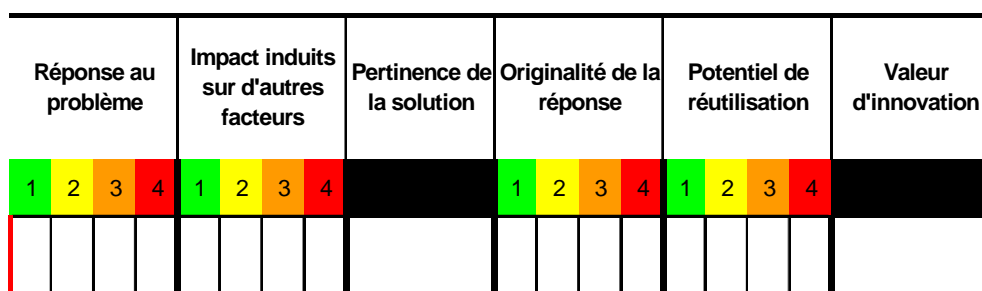 Réponse au
problème
Impact induits
sur d'autres
facteurs
Pertinence de
la solution
Originalité de la
réponse
Potentiel de
réutilisation
Valeur
d'innovation
1 2 3 4 1 2 3 4 1 2 3 4 1 2 3 4